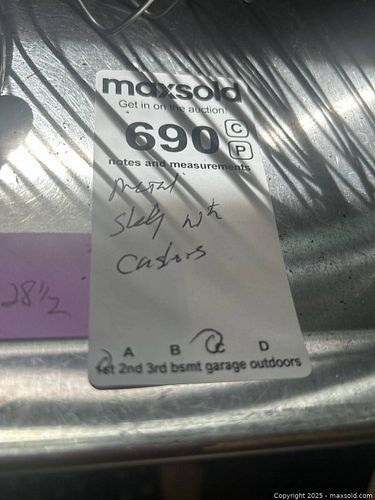 maxsold
Get in on the auction!
690 C
P
notes and measurements
metal
Shelf with
Castors
28 1/2
A B C D
1st 2nd 3rd bsmt garage outdoors
Copyright 2025 - maxsold.com